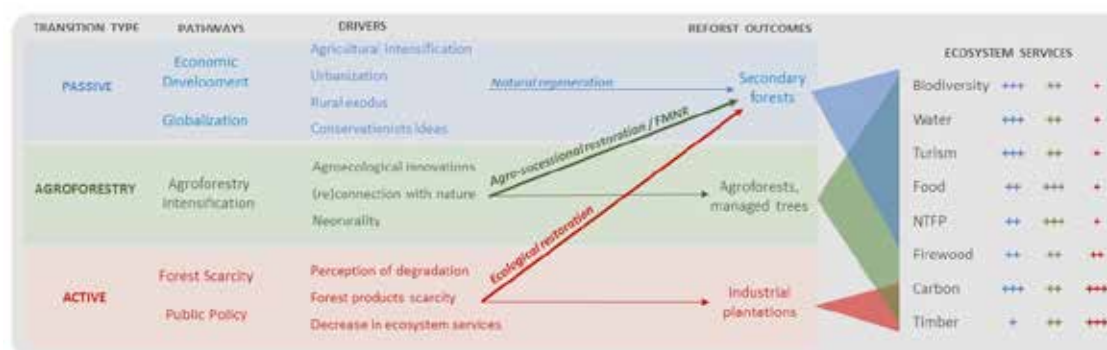 TRANSITION TYPE PATHWAYS DRIVERS REFORST OUTCOMES
ECOSYSTEM SERVICES
PASSIVE
Economic
Development
Globalization
Agricultural intensification
Urbanization
Rural exodus
Conservationists ideas
Natural regeneration
Secondary
forests
AGROFORESTRY
Agroforestry
intensification
Agroecological innovations
(re)connection with nature
Neorurality
Agro-sucessional restoration / FMNR
Agroforests,
managed trees
ACTIVE
Forest Scarcity
Public Policy
Perception of degradation
Forest products scarcity
Decrease in ecosystem services
Ecological restoration
Industrial
plantations
Biodiversity +++ ++ +
Water +++ ++ +
Turism +++ ++ +
Food ++ +++ +
NTFP ++ +++ +
Firewood ++ ++ ++
Carbon +++ ++ +++
Timber + ++ +++